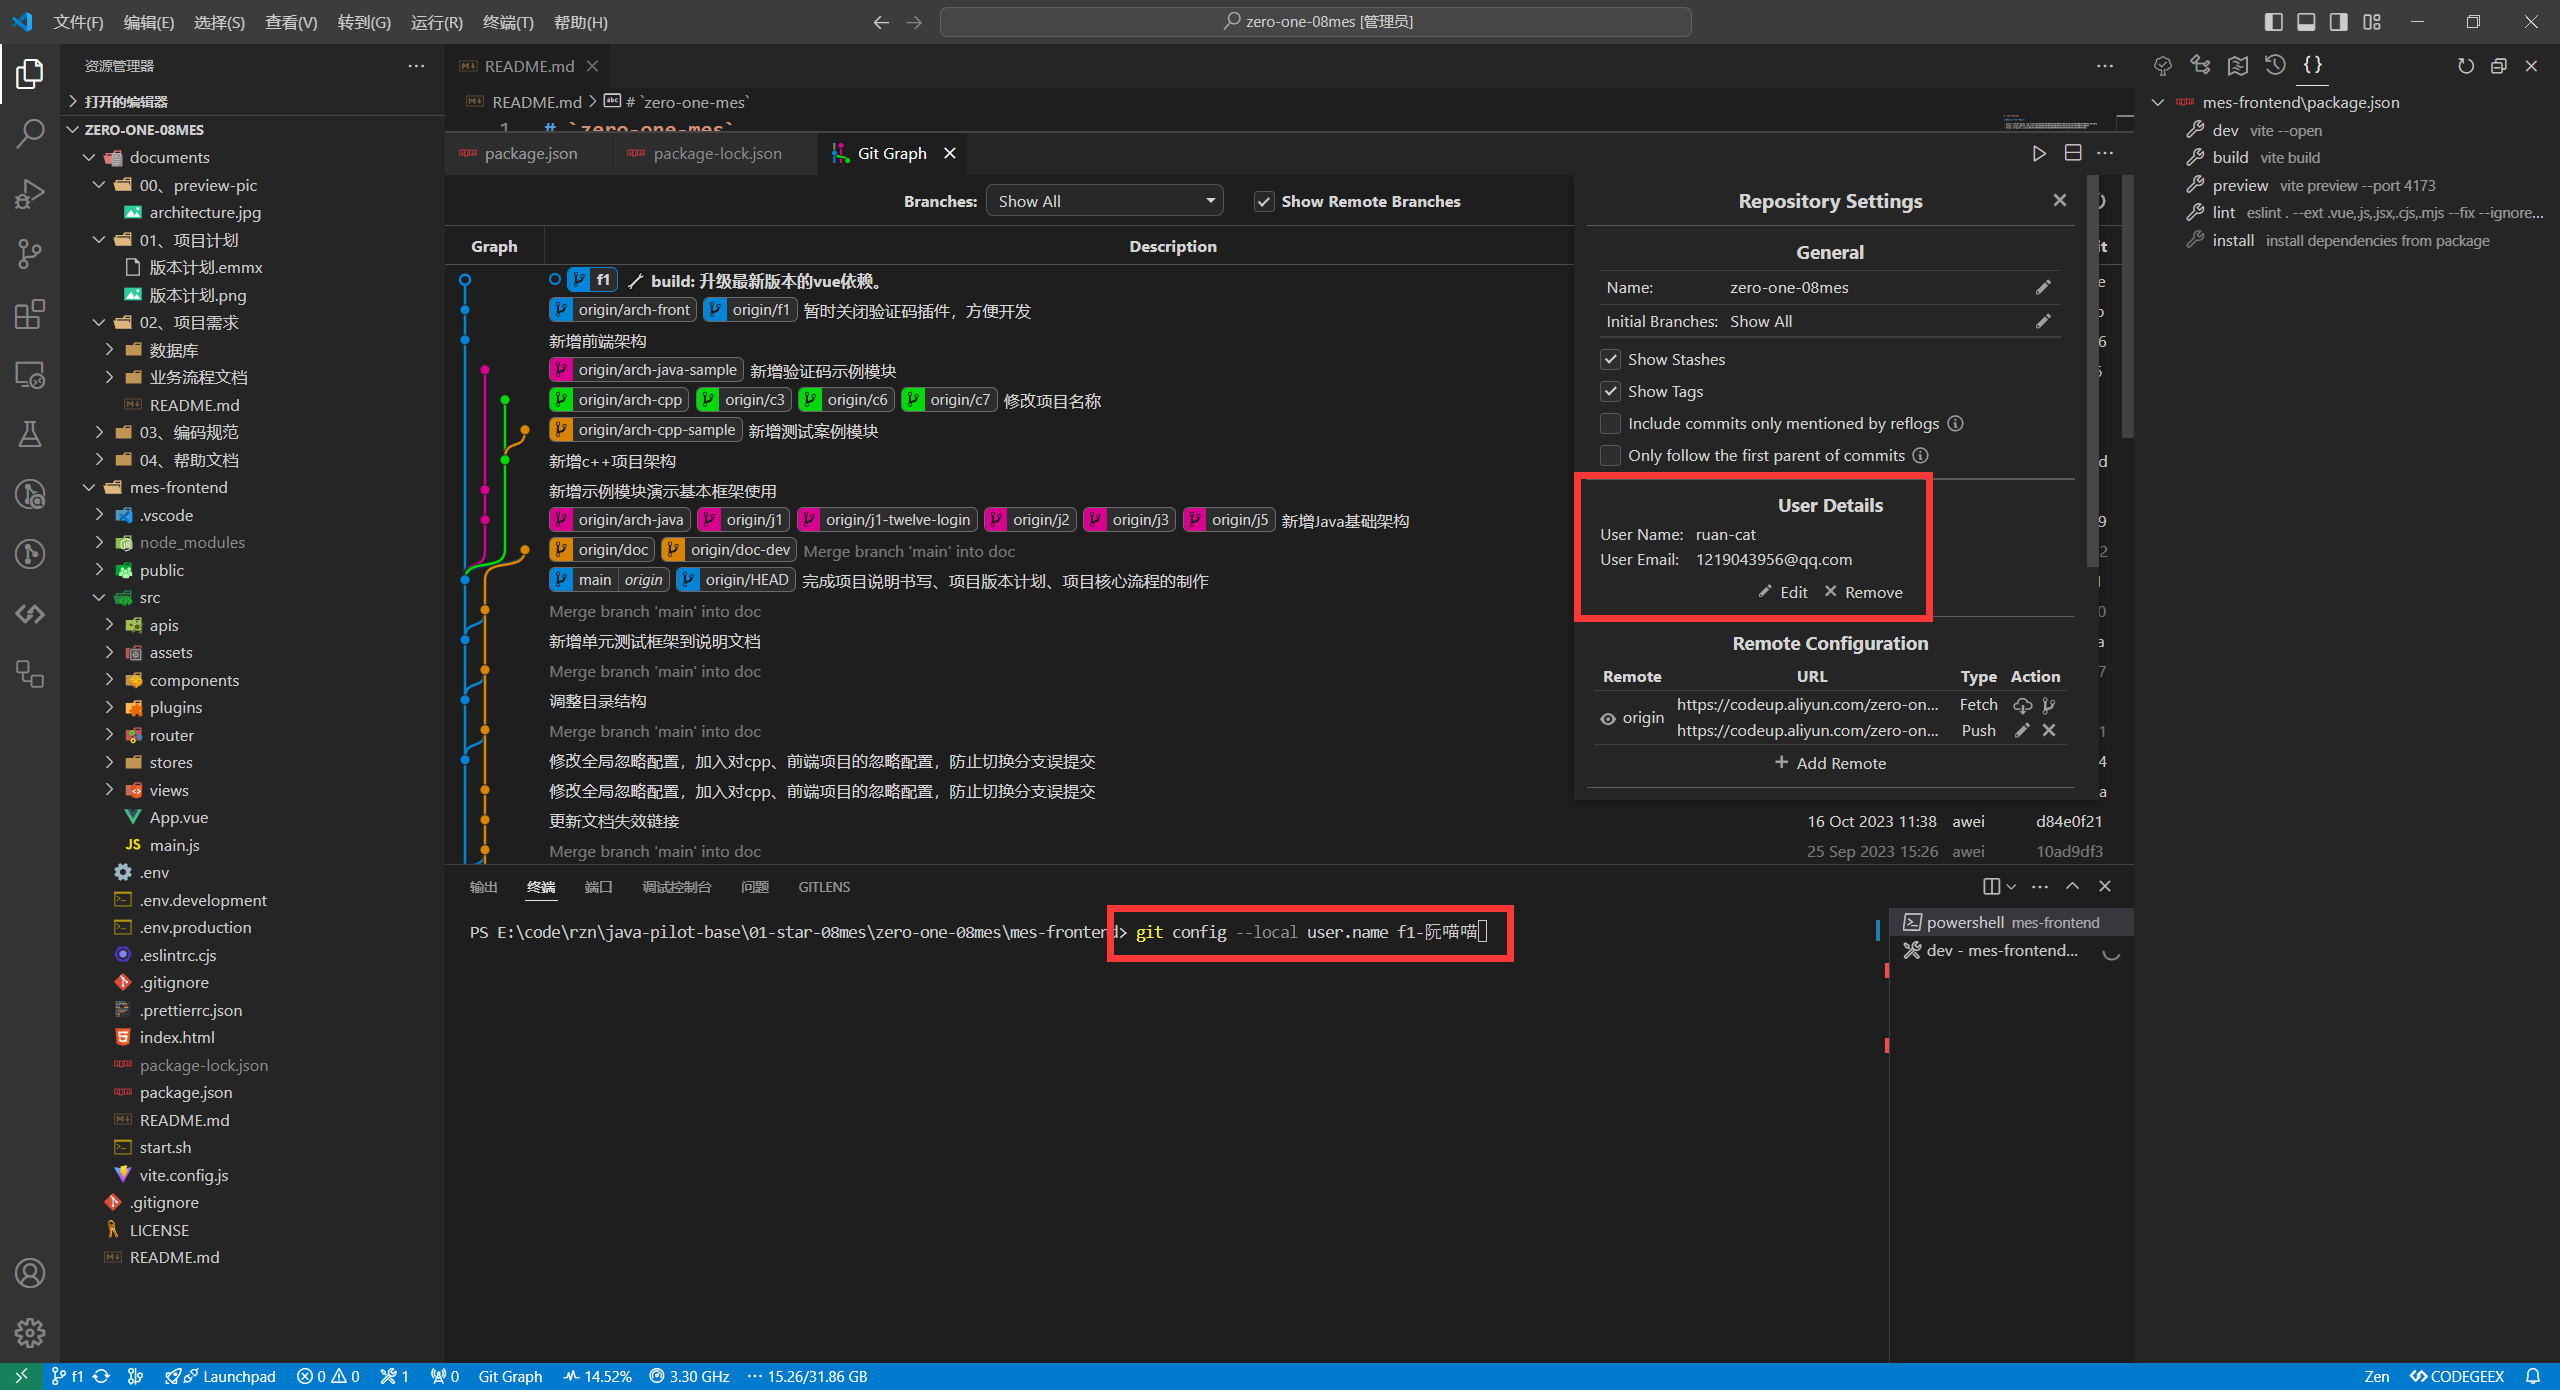 文件(F) 编辑(E) 选择(S) 查看(V) 转到(G) 运行(R) 终端(T) 帮助(H)
zero-one-08mes [管理员]
资源管理器
打开的编辑器
ZERO-ONE-08MES
documents
00、preview-pic
architecture.jpg
01、项目计划
版本计划.emmx
版本计划.png
02、项目需求
数据库
业务流程文档
README.md
03、编码规范
04、帮助文档
mes-frontend
.vscode
node_modules
public
src
apis
assets
components
plugins
router
stores
views
App.vue
main.js
.env
.env.development
.env.production
.eslintrc.cjs
.gitignore
.prettierrc.json
index.html
package-lock.json
package.json
README.md
start.sh
vite.config.js
.gitignore
LICENSE
README.md
README.md
README.md > # `zero-one-mes`
1 # `zero-one-mes`
package.json package-lock.json Git Graph
Branches: Show All Show Remote Branches
Graph Description
f1 build: 升级最新版本的vue依赖。
origin/arch-front origin/f1 暂时关闭验证码插件，方便开发
新增前端架构
origin/arch-java-sample 新增验证码示例模块
origin/arch-cpp origin/c3 origin/c6 origin/c7 修改项目名称
origin/arch-cpp-sample 新增测试案例模块
新增c++项目架构
新增示例模块演示基本框架使用
origin/arch-java origin/j1 origin/j1-twelve-login origin/j2 origin/j3 origin/j5 新增Java基础架构
origin/doc origin/doc-dev Merge branch 'main' into doc
main origin origin/HEAD 完成项目说明书写、项目版本计划、项目核心流程的制作
Merge branch 'main' into doc
新增单元测试框架到说明文档
Merge branch 'main' into doc
调整目录结构
Merge branch 'main' into doc
修改全局忽略配置，加入对cpp、前端项目的忽略配置，防止切换分支误提交
修改全局忽略配置，加入对cpp、前端项目的忽略配置，防止切换分支误提交
更新文档失效链接 16 Oct 2023 11:38 awei d84e0f21
Merge branch 'main' into doc 25 Sep 2023 15:26 awei 10ad9df3
Repository Settings
General
Name: zero-one-08mes
Initial Branches: Show All
Show Stashes
Show Tags
Include commits only mentioned by reflogs
Only follow the first parent of commits
User Details
User Name: ruan-cat
User Email: 1219043956@qq.com
Edit Remove
Remote Configuration
Remote URL Type Action
origin
https://codeup.aliyun.com/zero-on... Fetch
https://codeup.aliyun.com/zero-on... Push
Add Remote
输出 终端 端口 调试控制台 问题 GITLENS
PS E:\code\rzn\java-pilot-base\01-star-08mes\zero-one-08mes\mes-frontend> git config --local user.name f1-阮喵喵
powershell mes-frontend
dev - mes-frontend...
mes-frontend\package.json
dev vite --open
build vite build
preview vite preview --port 4173
lint eslint . --ext .vue,.js,.jsx,.cjs,.mjs --fix --ignore...
install install dependencies from package
f1 Launchpad 0 0 1 0 Git Graph 14.52% 3.30 GHz 15.26/31.86 GB
Zen CODEGEEX